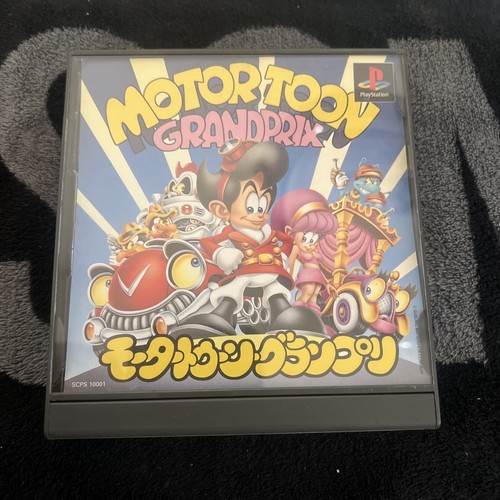 MOTOR TOON
GRANDPRIX
PlayStation
モータートゥーン・グランプリ
SCPS 10001